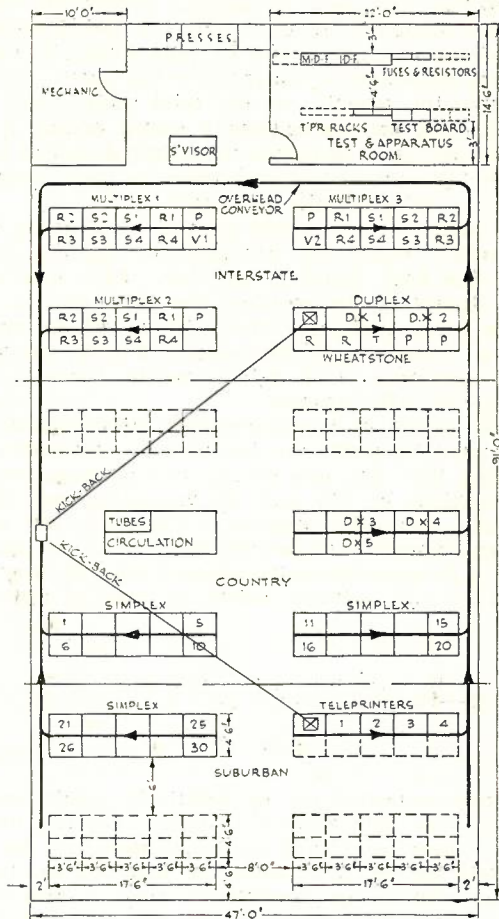 10'0" 22'0"
PRESSES
3'
M.D.F. I.D.F.
FUSES & RESISTORS
MECHANIC
4'6"
14'6"
T'PR RACKS TEST BOARD
TEST & APPARATUS
ROOM.
3'
S'VISOR
OVERHEAD
CONVEYOR
MULTIPLEX 1 MULTIPLEX 3
R2 S2 S1 R1 P P R1 S1 S2 R2
R3 S3 S4 R4 V1 V2 R4 S4 S3 R3
INTERSTATE
MULTIPLEX 2 DUPLEX
R2 S2 S1 R1 P D.X 1 D.X 2
R3 S3 S4 R4 R R T P P
WHEATSTONE
91'0"
KICK-BACK
TUBES DX3 DX4
CIRCULATION DX5
KICK-BACK
COUNTRY
SIMPLEX SIMPLEX.
1 5 11 15
6 10 16 20
SIMPLEX TELEPRINTERS
21 25 1 2 3 4
26 30
4'6"
SUBURBAN
6'
4'6"
3'6" 3'6" 3'6" 3'6" 3'6" 8'0" 3'6" 3'6" 3'6" 3'6" 3'6"
4'6"
2' 17'6" 17'6" 2'
47'0"